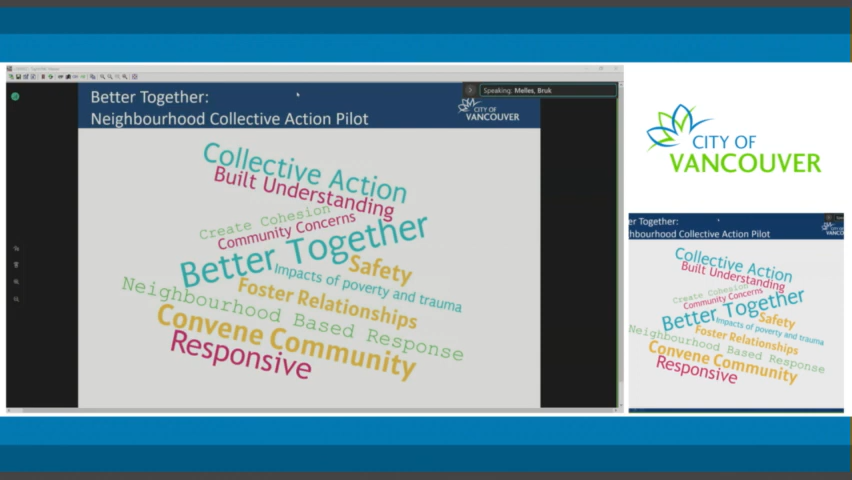 Speaking: Melles, Bruk
Better Together:
Neighbourhood Collective Action Pilot
CITY OF
VANCOUVER
Collective Action
Built Understanding
Create Cohesion
Community Concerns
Better Together
Safety
Impacts of poverty and trauma
Foster Relationships
Neighbourhood Based Response
Convene Community
Responsive
CITY OF
VANCOUVER
er Together:
hbourhood Collective Action Pilot
Collective Action
Built Understanding
Create Cohesion
Community Concerns
Better Together
Safety
Impacts of poverty and trauma
Foster Relationships
Neighbourhood Based Response
Convene Community
Responsive